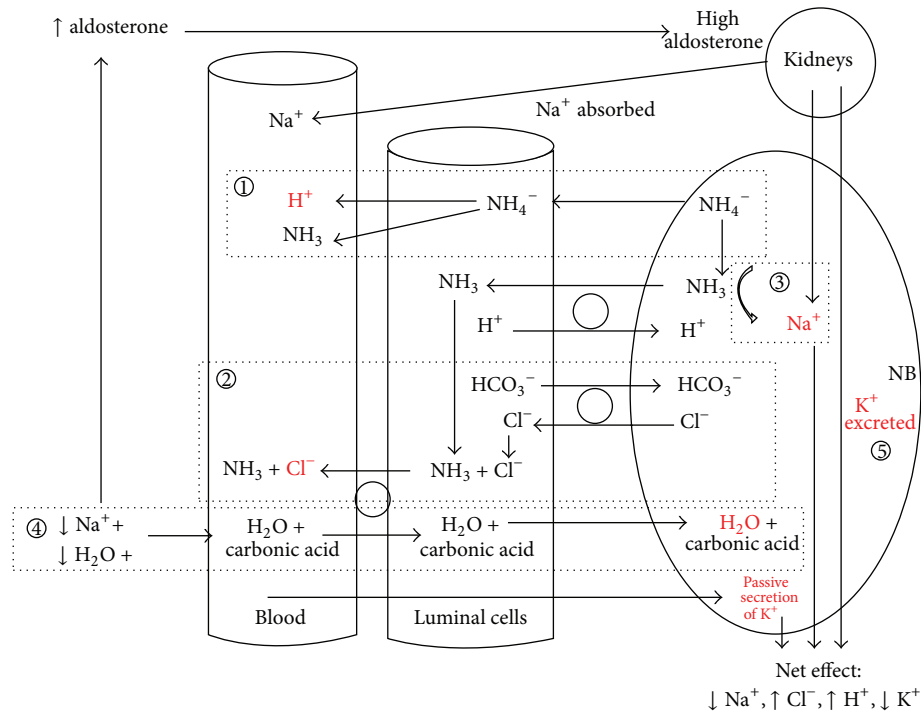 ↑ aldosterone
High
aldosterone
Kidneys
Na⁺
Na⁺ absorbed
①
H⁺
NH₄⁻
NH₄⁻
NH₃
NH₃
NH₃
③
H⁺
H⁺
Na⁺
②
HCO₃⁻
HCO₃⁻
NB
Cl⁻
Cl⁻
K⁺
excreted
⑤
NH₃ + Cl⁻
NH₃ + Cl⁻
④
↓ Na⁺ +
↓ H₂O +
H₂O +
carbonic acid
H₂O +
carbonic acid
H₂O +
carbonic acid
Passive
secretion
of K⁺
Blood
Luminal cells
Net effect:
↓ Na⁺, ↑ Cl⁻, ↑ H⁺, ↓ K⁺